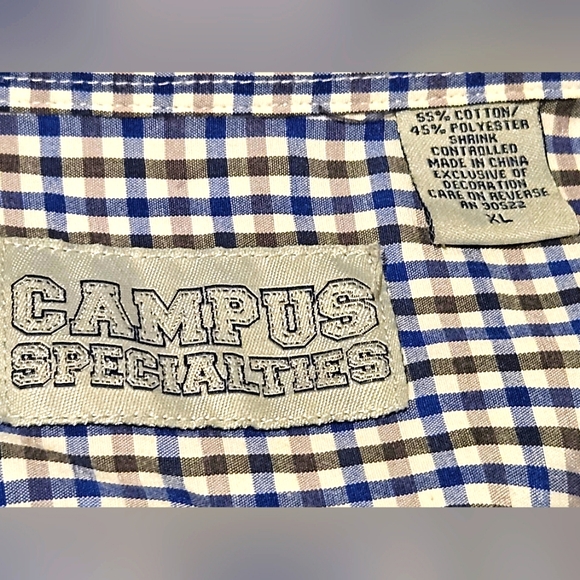 55% COTTON/
45% POLYESTER
SHRINK
CONTROLLED
MADE IN CHINA
EXCLUSIVE OF
DECORATION
CARE ON REVERSE
RN 90522
XL
CAMPUS
SPECIALTIES